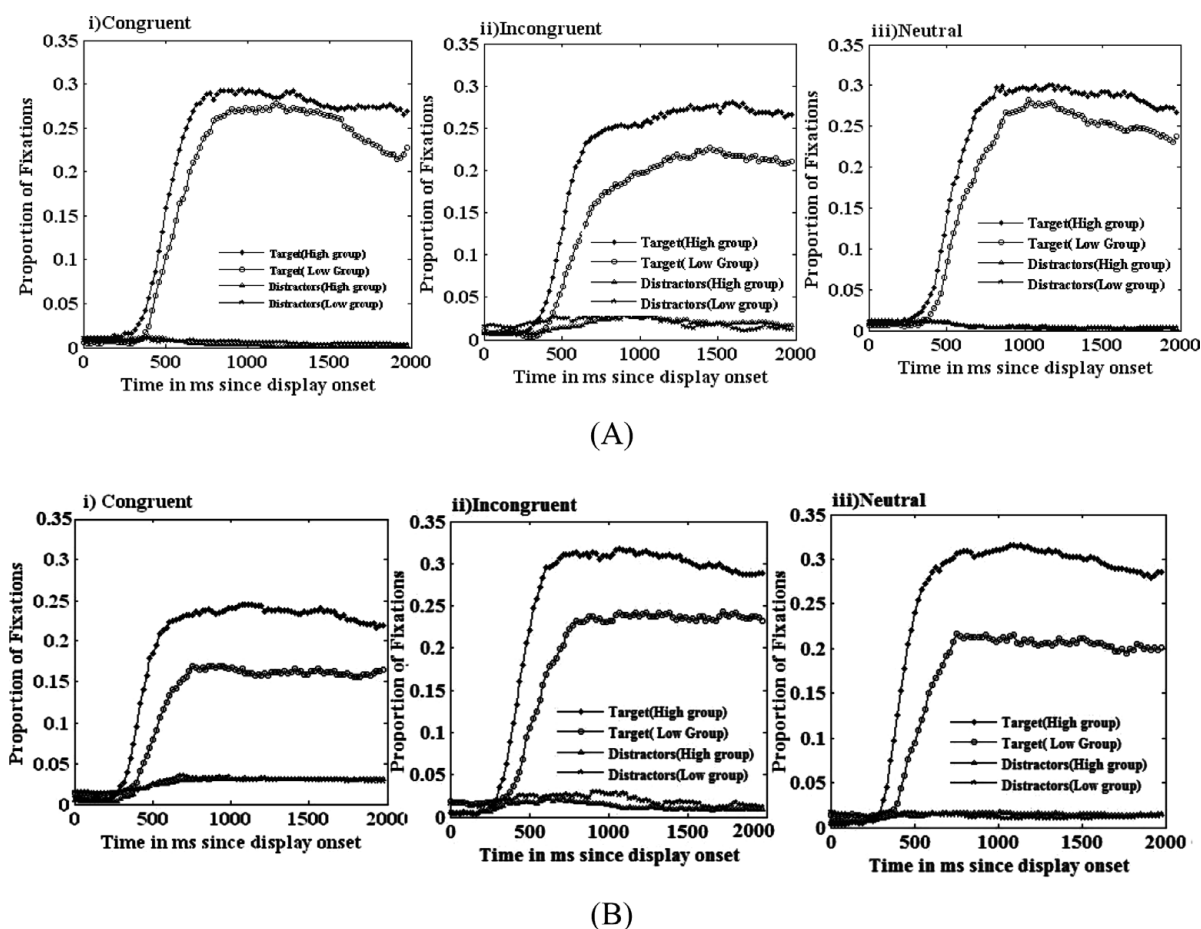 i)Congruent
0.35
0.3
0.25
0.2
0.15
0.1
0.05
0
Proportion of Fixations
Target(High group)
Target( Low Group)
Distractors(High group)
Distractors(Low group)
0 500 1000 1500 2000
Time in ms since display onset
ii)Incongruent
0.35
0.3
0.25
0.2
0.15
0.1
0.05
0
Proportion of Fixations
Target(High group)
Target( Low Group)
Distractors(High group)
Distractors(Low group)
0 500 1000 1500 2000
Time in ms since display onset
iii)Neutral
0.35
0.3
0.25
0.2
0.15
0.1
0.05
0
Proportion of Fixations
Target(High group)
Target( Low Group)
Distractors(High group)
Distractors(Low group)
0 500 1000 1500 2000
Time in ms since display onset
(A)
i) Congruent
0.35
0.3
0.25
0.2
0.15
0.1
0.05
0
Proportion of Fixations
0 500 1000 1500 2000
Time in ms since display onset
ii)Incongruent
0.35
0.3
0.25
0.2
0.15
0.1
0.05
0
Proportion of Fixations
Target(High group)
Target( Low Group)
Distractors(High group)
Distractors(Low group)
0 500 1000 1500 2000
Time in ms since display onset
iii)Neutral
0.35
0.3
0.25
0.2
0.15
0.1
0.05
0
Proportion of Fixations
Target(High group)
Target( Low Group)
Distractors(High group)
Distractors(Low group)
0 500 1000 1500 2000
Time in ms since display onset
(B)